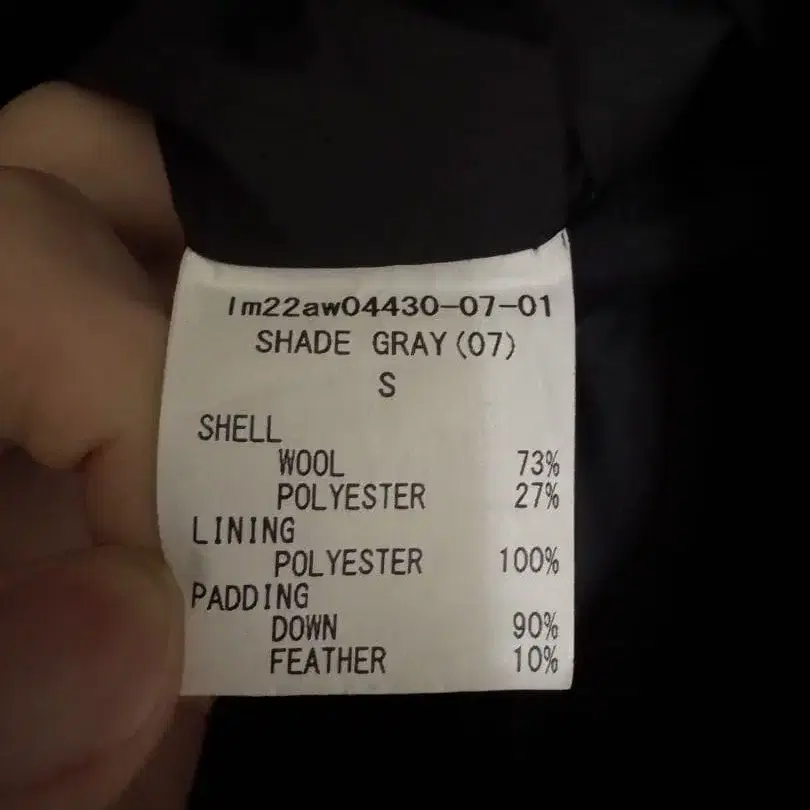 lm22aw04430-07-01
SHADE GRAY(07)
S
SHELL
WOOL 73%
POLYESTER 27%
LINING
POLYESTER 100%
PADDING
DOWN 90%
FEATHER 10%